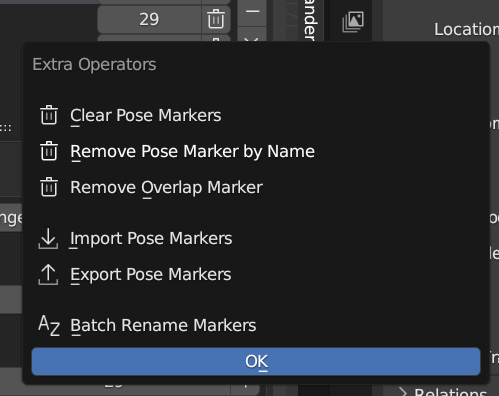 29
Locatio
Extra Operators
Clear Pose Markers
Remove Pose Marker by Name
Remove Overlap Marker
Import Pose Markers
Export Pose Markers
Batch Rename Markers
OK
Relations